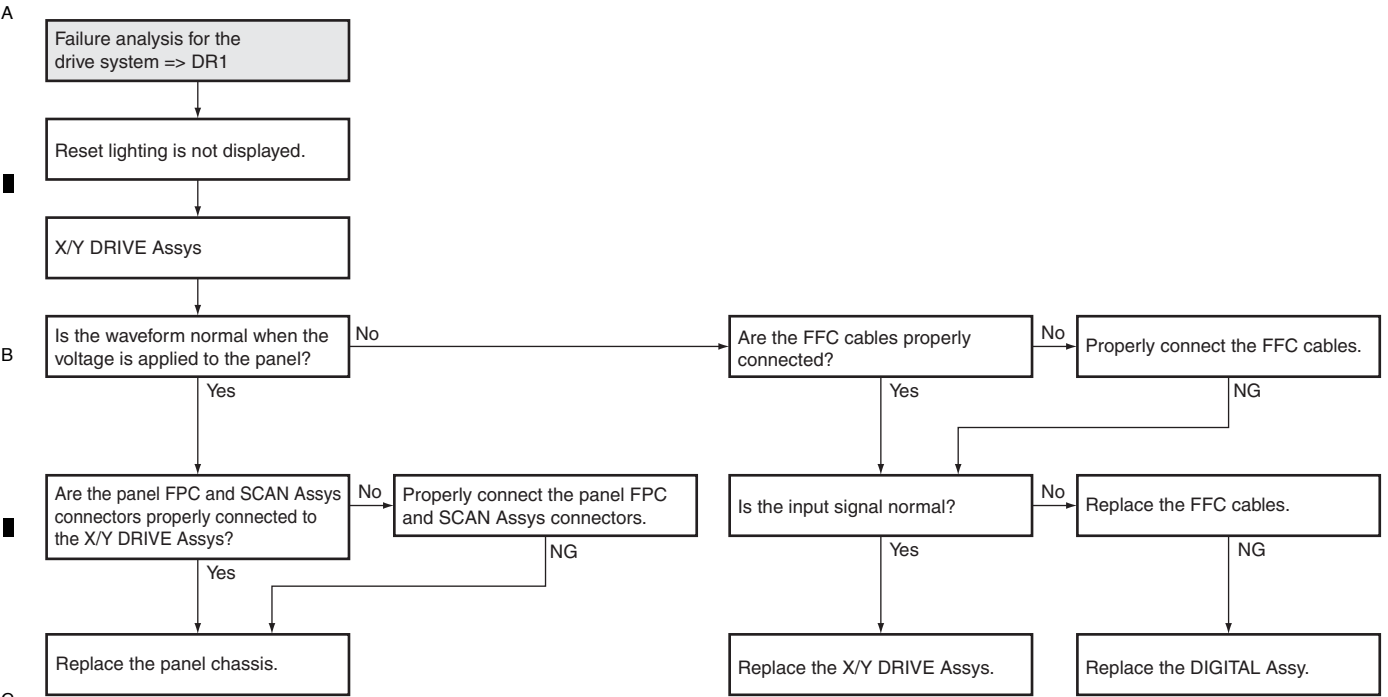 A
Failure analysis for the
drive system => DR1
Reset lighting is not displayed.
X/Y DRIVE Assys
Is the waveform normal when the
voltage is applied to the panel?
No
Are the FFC cables properly
connected?
No
Properly connect the FFC cables.
B
Yes
Yes
NG
Are the panel FPC and SCAN Assys
connectors properly connected to
the X/Y DRIVE Assys?
No
Properly connect the panel FPC
and SCAN Assys connectors.
Is the input signal normal?
No
Replace the FFC cables.
Yes
NG
Yes
NG
Replace the panel chassis.
Replace the X/Y DRIVE Assys.
Replace the DIGITAL Assy.